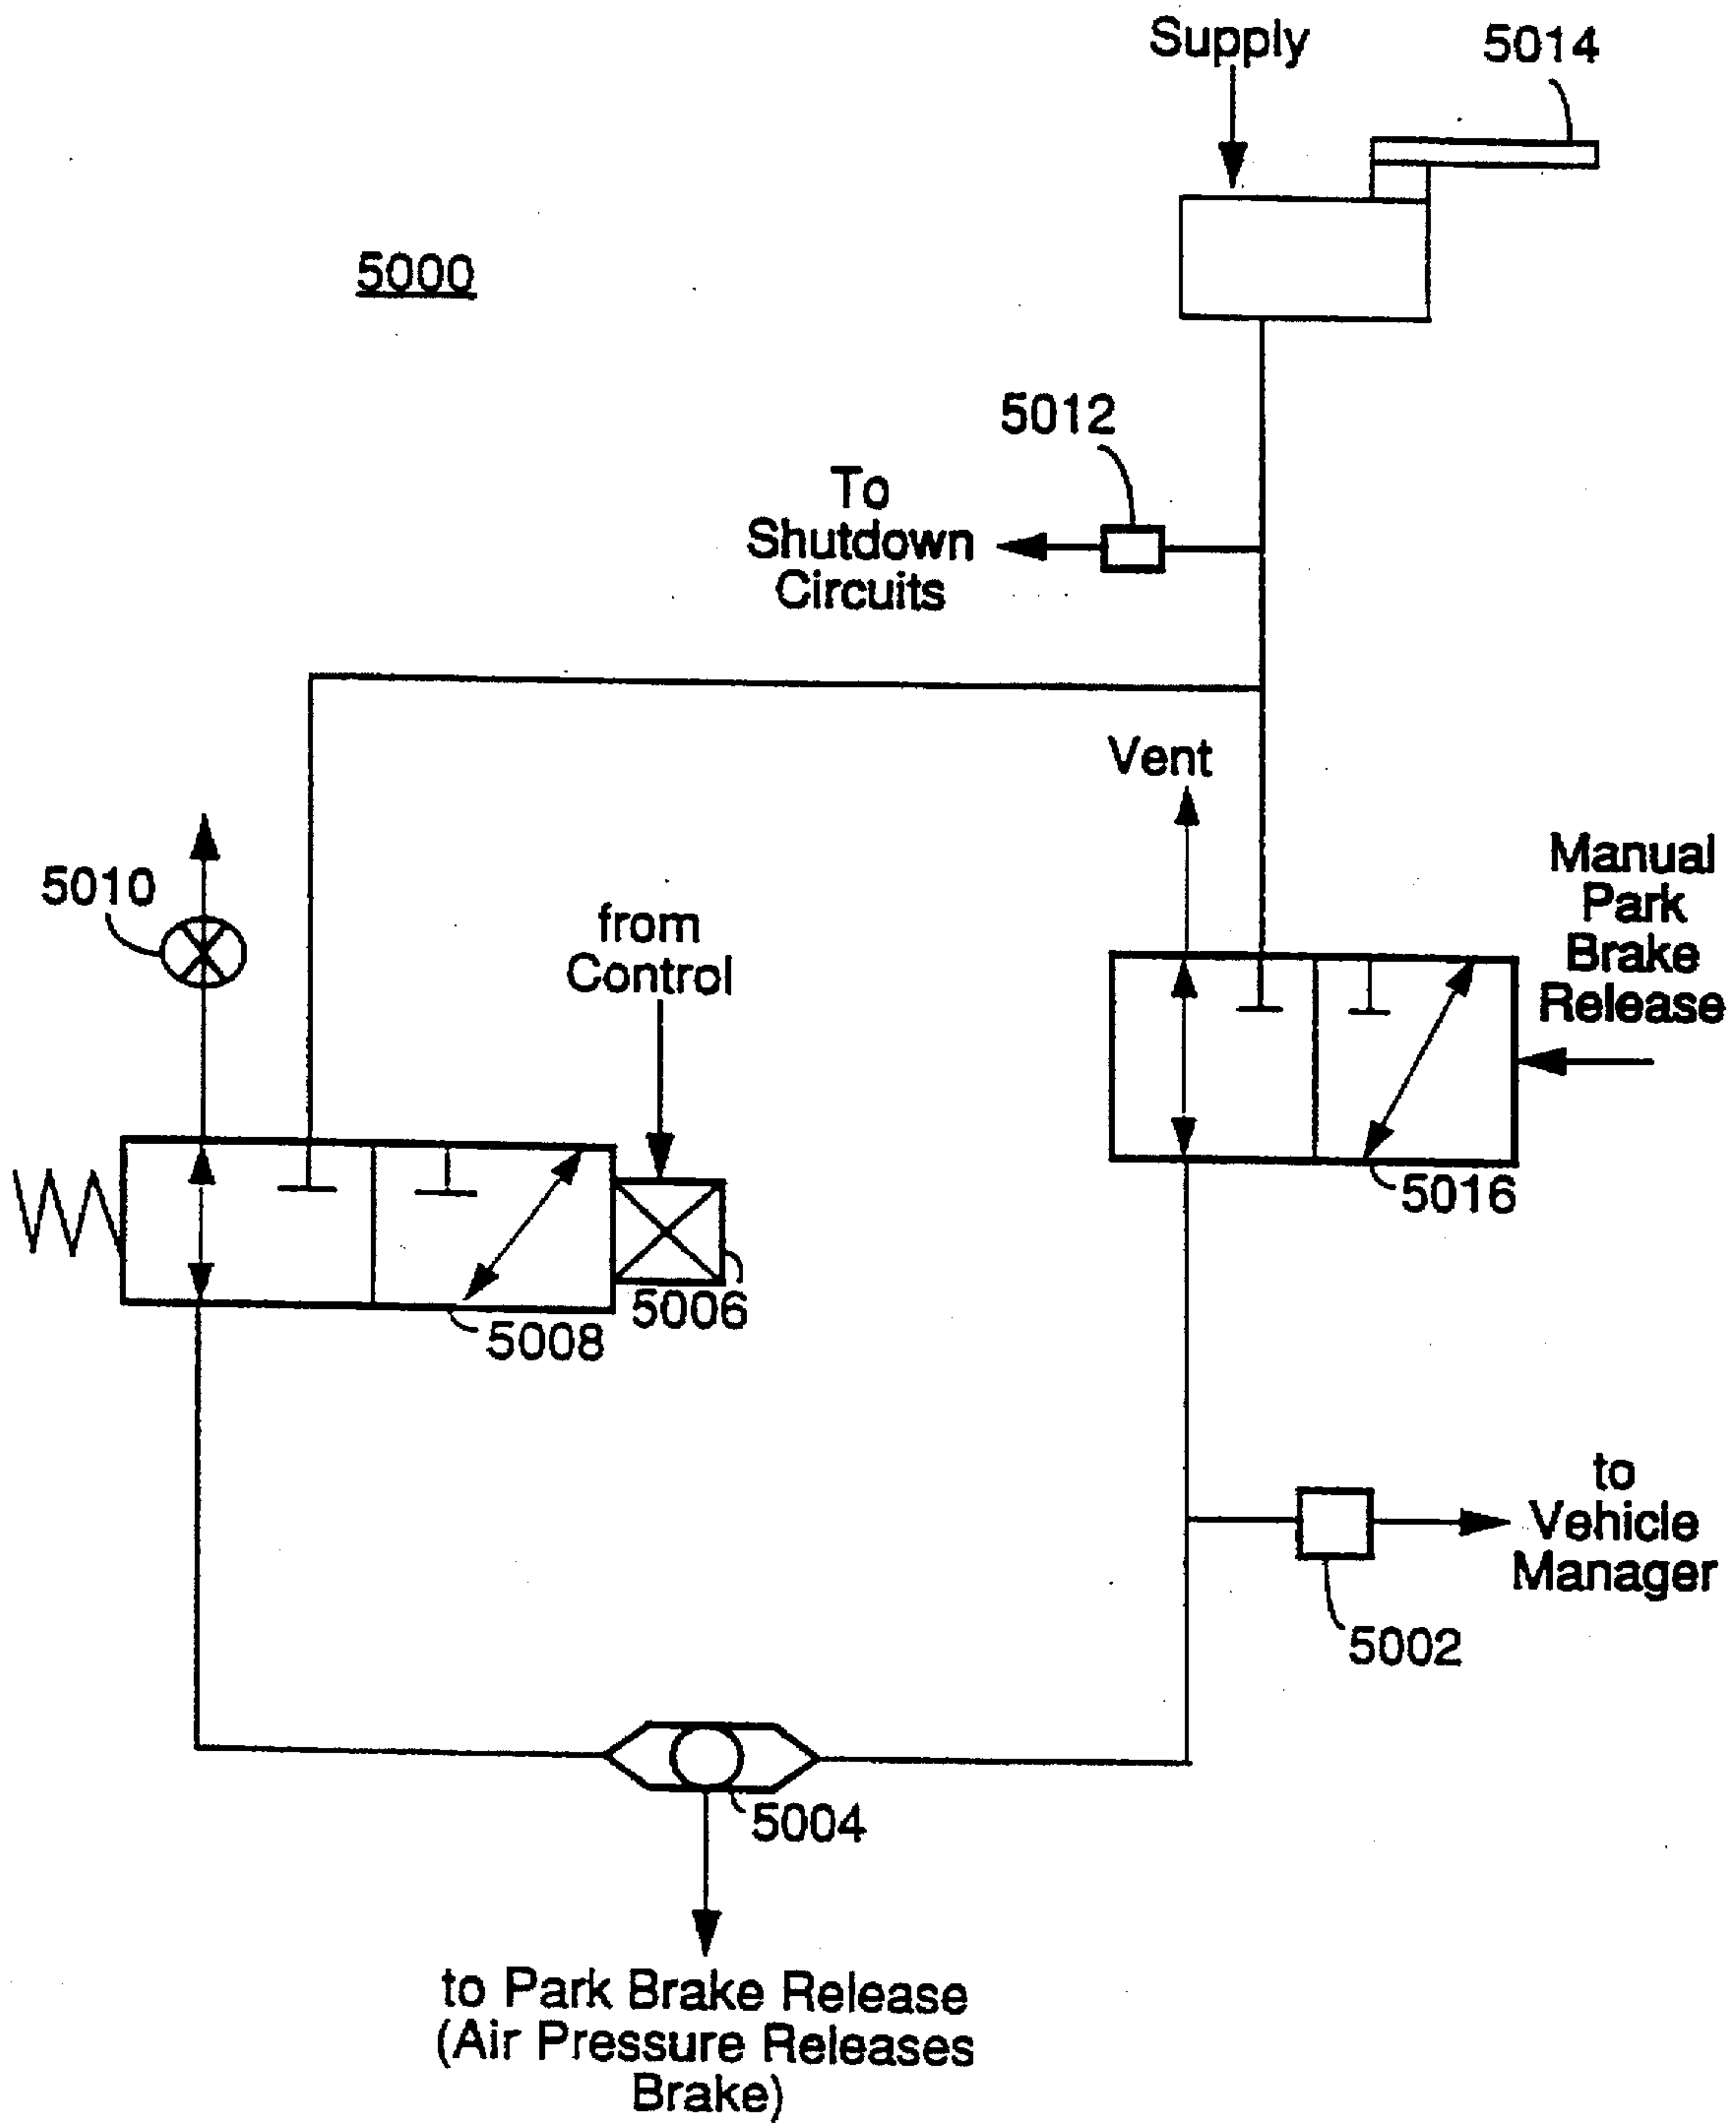 Supply
5014
5000
5012
To
Shutdown
Circuits
Vent
Manual
Park
Brake
Release
5010
from
Control
5016
5006
5008
to
Vehicle
Manager
5002
5004
to Park Brake Release
(Air Pressure Releases
Brake)